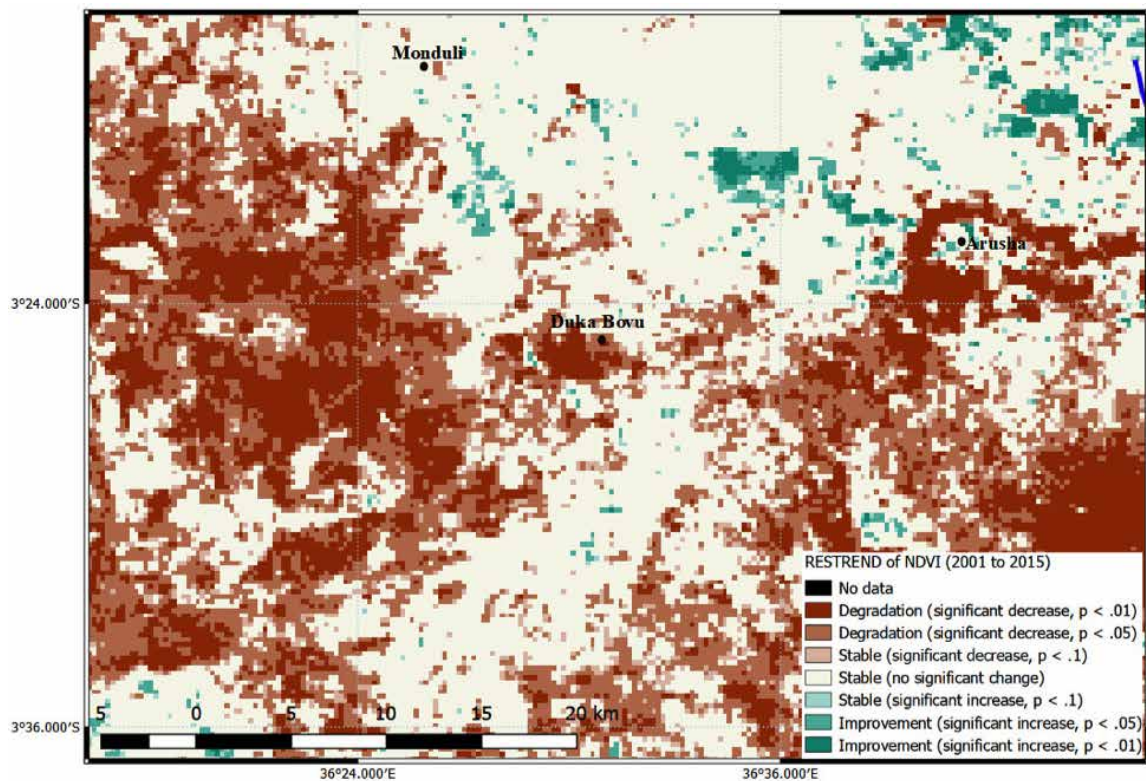 Monduli
Arusha
3°24.000'S
Duka Bovu
RESTREND of NDVI (2001 to 2015)
No data
Degradation (significant decrease, p < .01)
Degradation (significant decrease, p < .05)
Stable (significant decrease, p < .1)
Stable (no significant change)
Stable (significant increase, p < .1)
Improvement (significant increase, p < .05)
Improvement (significant increase, p < .01)
5 0 5 10 15 20 km
3°36.000'S
36°24.000'E 36°36.000'E